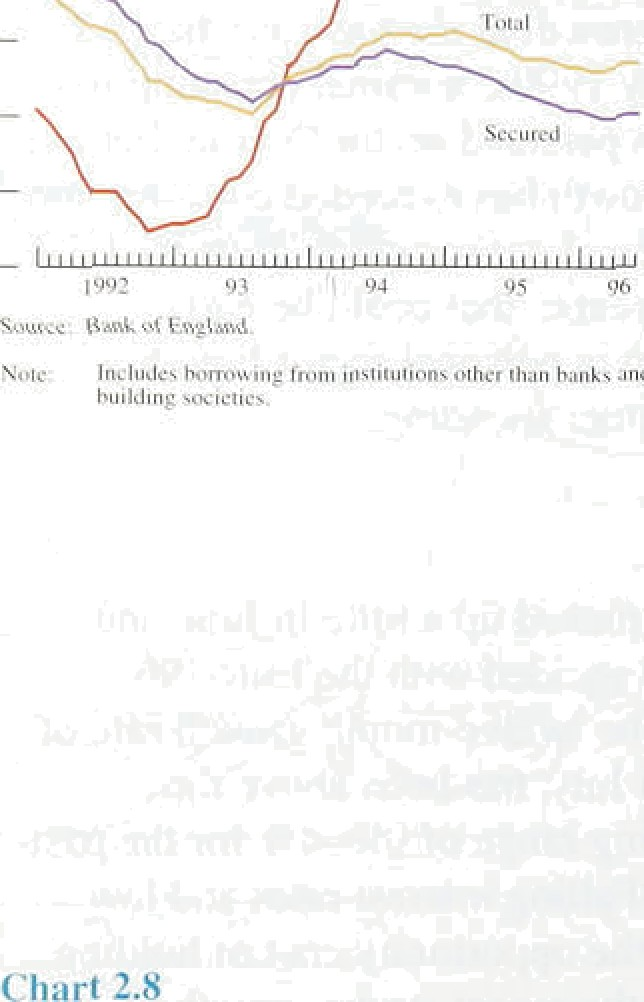 Total
Secured
1992 93 94 95 96
Source: Bank of England.
Note: Includes borrowing from institutions other than banks and
building societies.
Chart 2.8